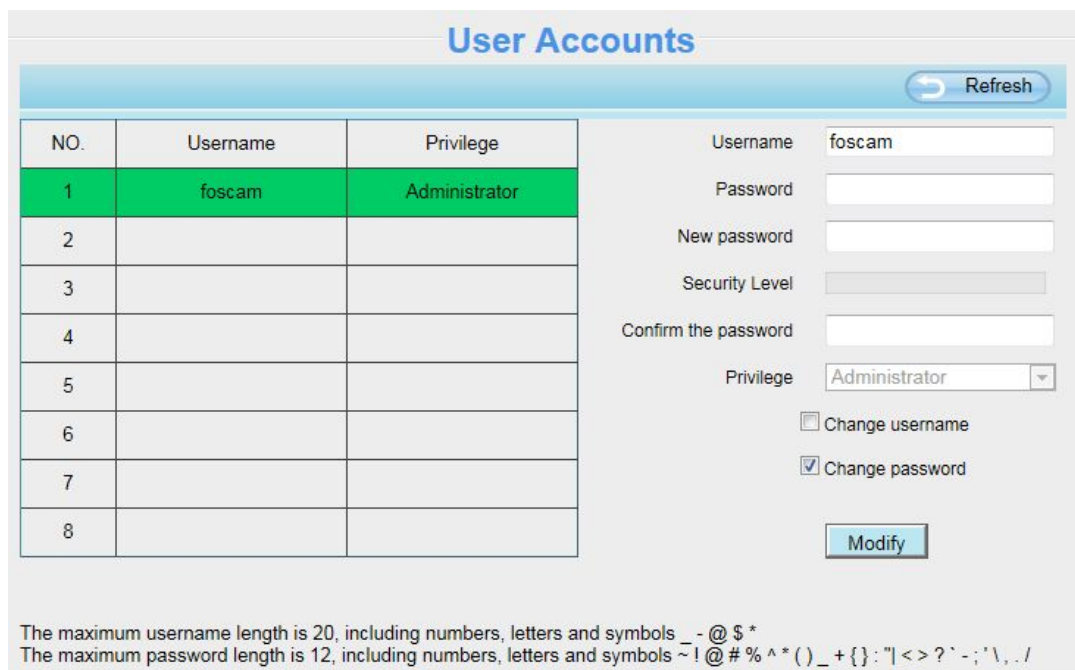 User Accounts
Refresh
NO. Username Privilege
1 foscam Administrator
2
3
4
5
6
7
8
Username foscam
Password
New password
Security Level
Confirm the password
Privilege Administrator
Change username
Change password
Modify
The maximum username length is 20, including numbers, letters and symbols _ - @ $ *
The maximum password length is 12, including numbers, letters and symbols ~ ! @ # % ^ * ( ) _ + { } : "| < > ? ` - ; ' \ , . /